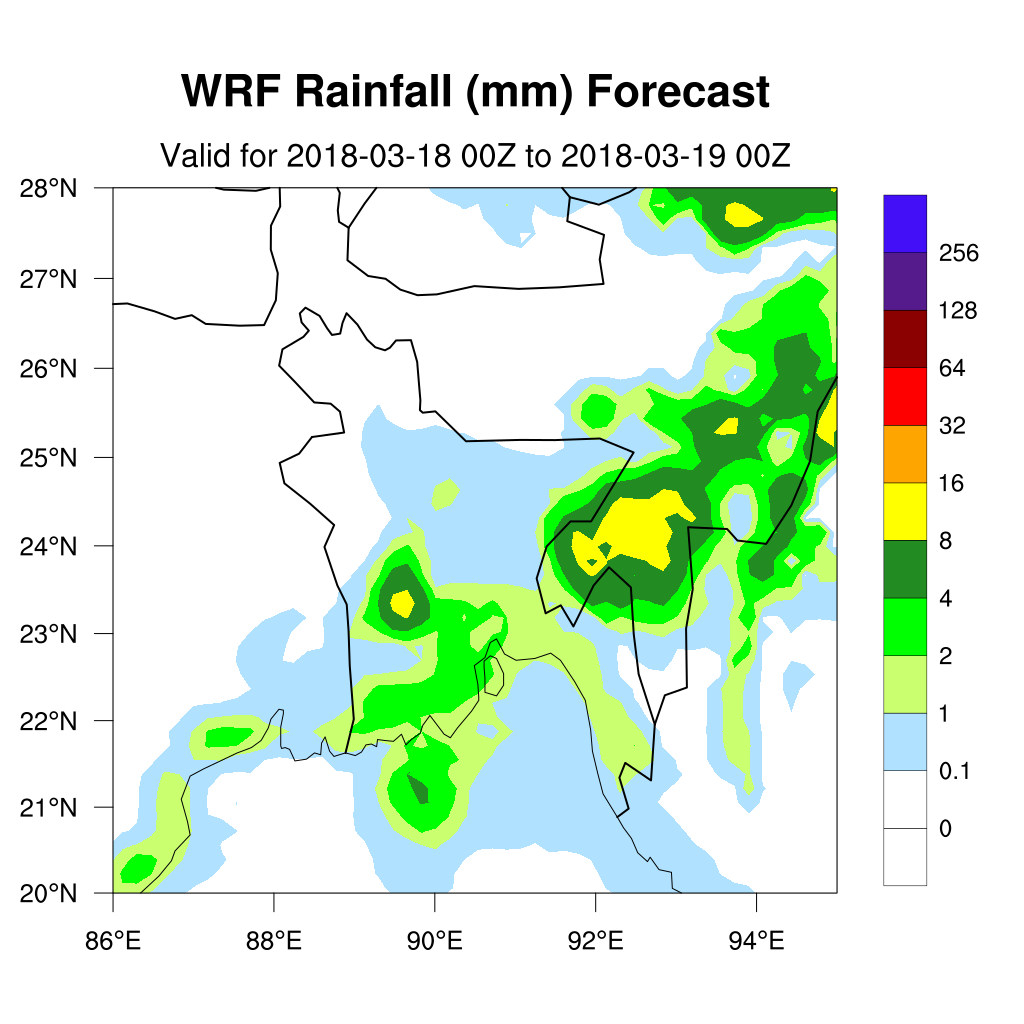 WRF Rainfall (mm) Forecast
Valid for 2018-03-18 00Z to 2018-03-19 00Z
28°N
27°N
26°N
25°N
24°N
23°N
22°N
21°N
20°N
86°E
88°E
90°E
92°E
94°E
256
128
64
32
16
8
4
2
1
0.1
0